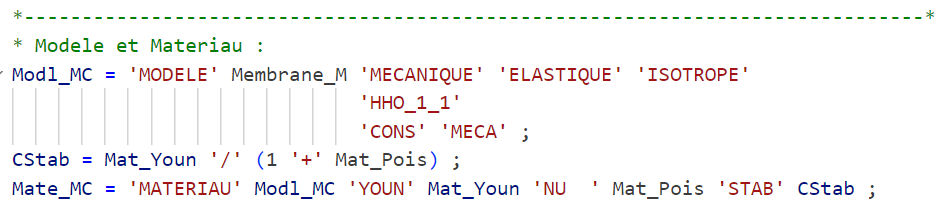 *------------------------------------------------------------------------------*
* Modele et Materiau :
Modl_MC = 'MODELE' Membrane_M 'MECANIQUE' 'ELASTIQUE' 'ISOTROPE'
'HHO_1_1'
'CONS' 'MECA' ;
CStab = Mat_Youn '/' (1 '+' Mat_Pois) ;
Mate_MC = 'MATERIAU' Modl_MC 'YOUN' Mat_Youn 'NU  ' Mat_Pois 'STAB' CStab ;